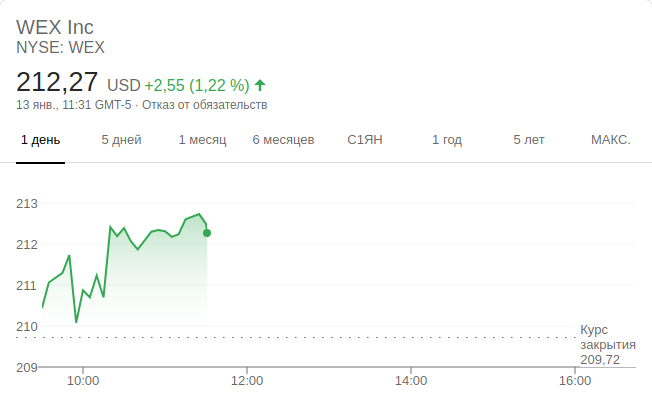 WEX Inc
NYSE: WEX
212,27 USD +2,55 (1,22 %)
13 янв., 11:31 GMT-5 · Отказ от обязательств
1 день 5 дней 1 месяц 6 месяцев С1ЯН 1 год 5 лет МАКС.
213
212
211
210
Курс
закрытия
209,72
209
10:00 12:00 14:00 16:00